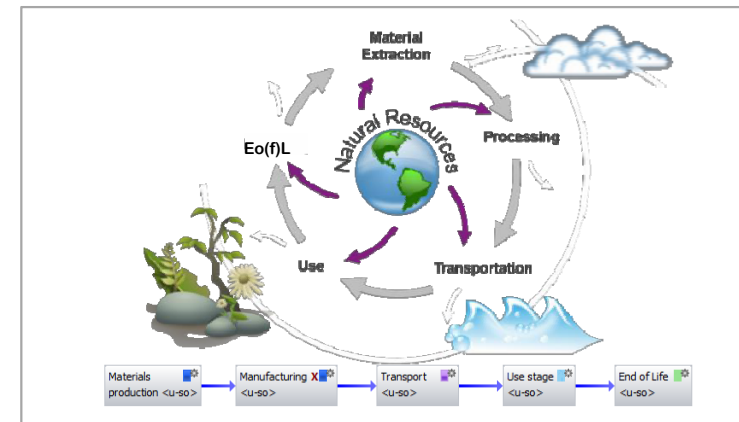 Material
Extraction
Natural Resources
Processing
Eo(f)L
Use
Transportation
Materials
production <u-so>
Manufacturing X
<u-so>
Transport
<u-so>
Use stage
<u-so>
End of Life
<u-so>